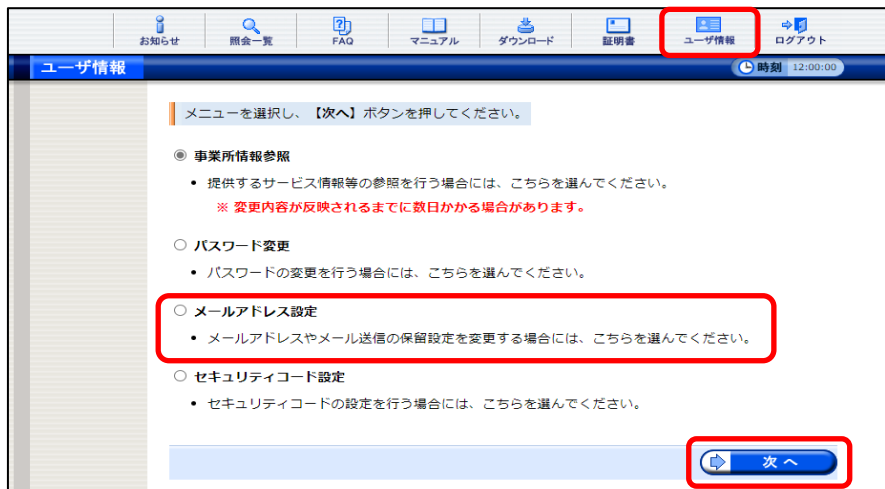 お知らせ 照会一覧 FAQ マニュアル ダウンロード 証明書 ユーザ情報 ログアウト
ユーザ情報 時刻 12:00:00
メニューを選択し、【次へ】ボタンを押してください。
事業所情報参照
• 提供するサービス情報等の参照を行う場合には、こちらを選んでください。
※ 変更内容が反映されるまでに数日かかる場合があります。
パスワード変更
• パスワードの変更を行う場合には、こちらを選んでください。
メールアドレス設定
• メールアドレスやメール送信の保留設定を変更する場合には、こちらを選んでください。
セキュリティコード設定
• セキュリティコードの設定を行う場合には、こちらを選んでください。
次へ